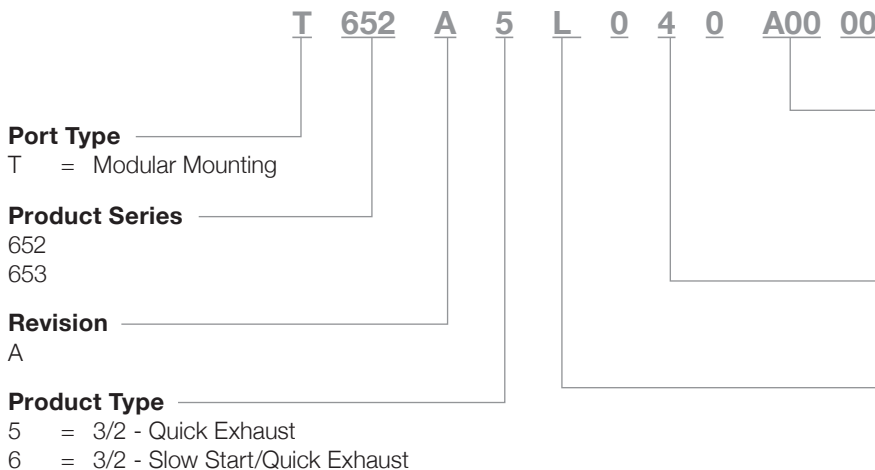 T 652 A 5 L 0 4 0 A00 00
Port Type
T = Modular Mounting
Product Series
652
653
Revision
A
Product Type
5 = 3/2 - Quick Exhaust
6 = 3/2 - Slow Start/Quick Exhaust